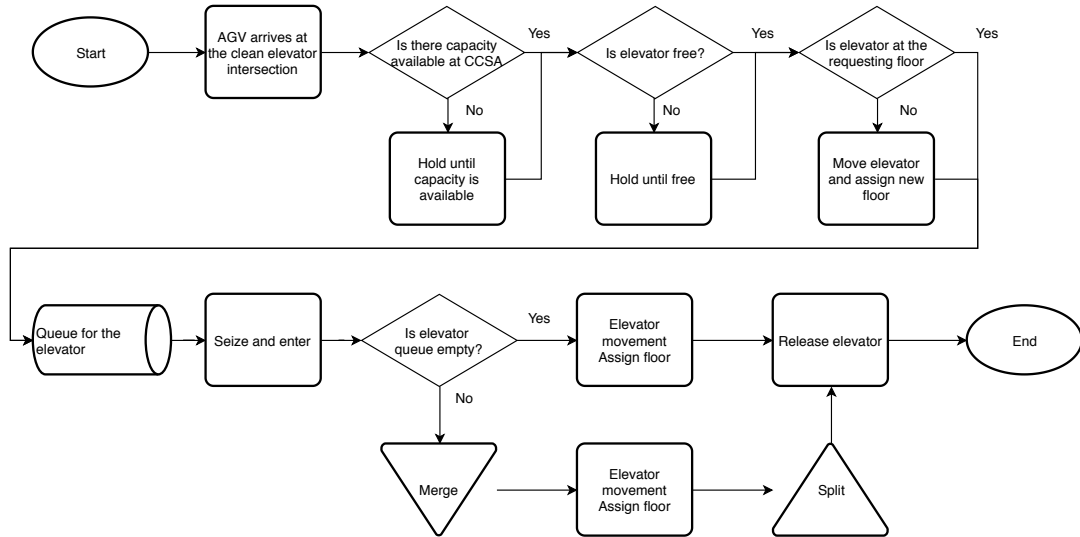 Start
AGV arrives at
the clean elevator
intersection
Is there capacity
available at CCSA
Yes
No
Hold until
capacity is
available
Is elevator free?
Yes
No
Hold until free
Is elevator at the
requesting floor
Yes
No
Move elevator
and assign new
floor
Queue for the
elevator
Seize and enter
Is elevator
queue empty?
Yes
No
Elevator
movement
Assign floor
Release elevator
End
Merge
Elevator
movement
Assign floor
Split